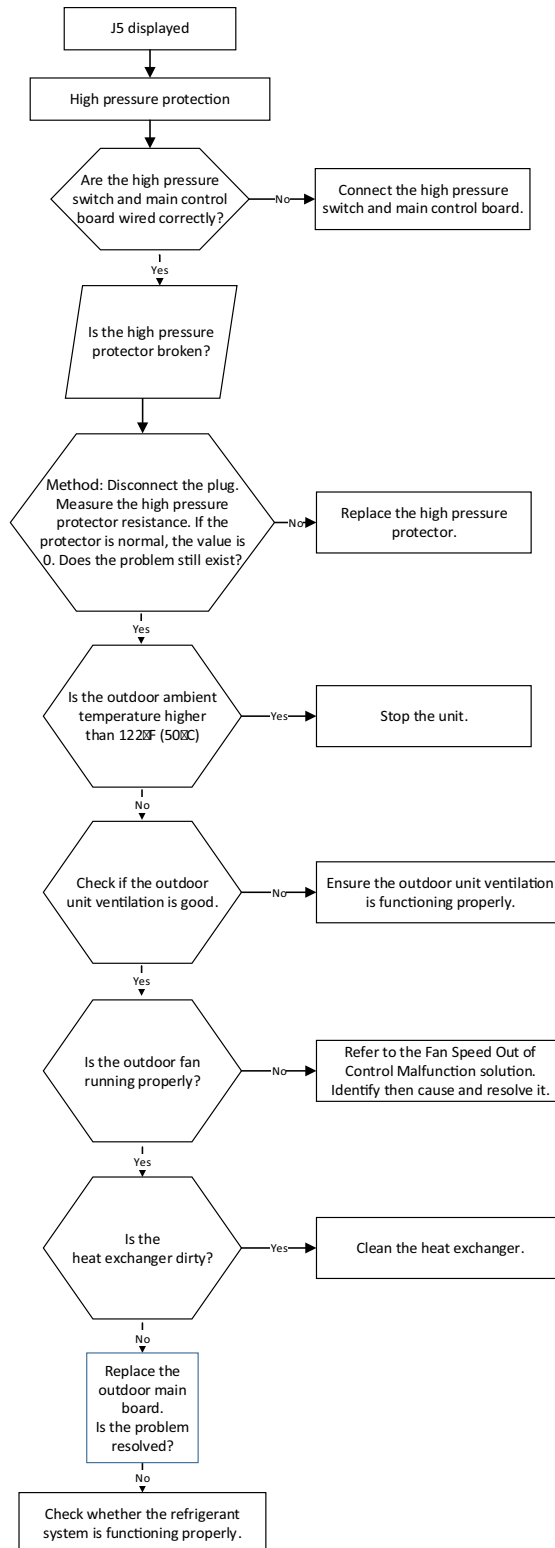 J5 displayed
High pressure protection
Are the high pressure
switch and main control
board wired correctly?
No
Connect the high pressure
switch and main control board.
Yes
Is the high pressure
protector broken?
Method: Disconnect the plug.
Measure the high pressure
protector resistance. If the
protector is normal, the value is
0. Does the problem still exist?
No
Replace the high pressure
protector.
Yes
Is the outdoor ambient
temperature higher
than 122F (50C)
Yes
Stop the unit.
No
Check if the outdoor
unit ventilation is good.
No
Ensure the outdoor unit ventilation
is functioning properly.
Yes
Is the outdoor fan
running properly?
No
Refer to the Fan Speed Out of
Control Malfunction solution.
Identify then cause and resolve it.
Yes
Is the
heat exchanger dirty?
Yes
Clean the heat exchanger.
No
Replace the
outdoor main
board.
Is the problem
resolved?
No
Check whether the refrigerant
system is functioning properly.